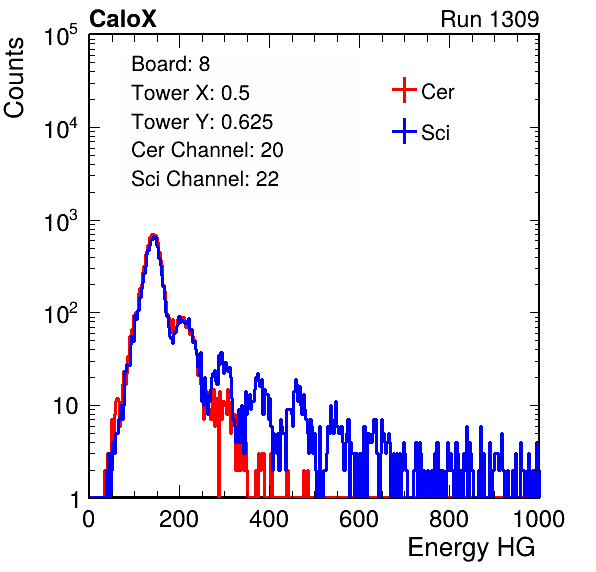 CaloX Run 1309
Counts
Board: 8
Tower X: 0.5
Tower Y: 0.625
Cer Channel: 20
Sci Channel: 22
Cer
Sci
10^5
10^4
10^3
10^2
10
1
0 200 400 600 800 1000
Energy HG